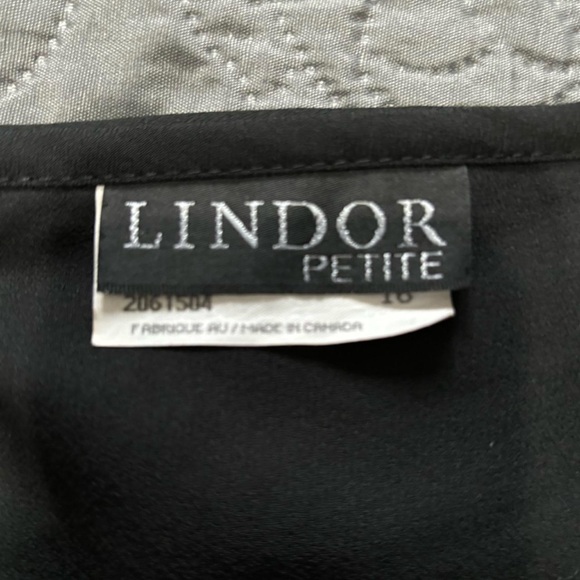 LINDOR
PETITE
2061504 16
FABRIQUE AU / MADE IN CANADA